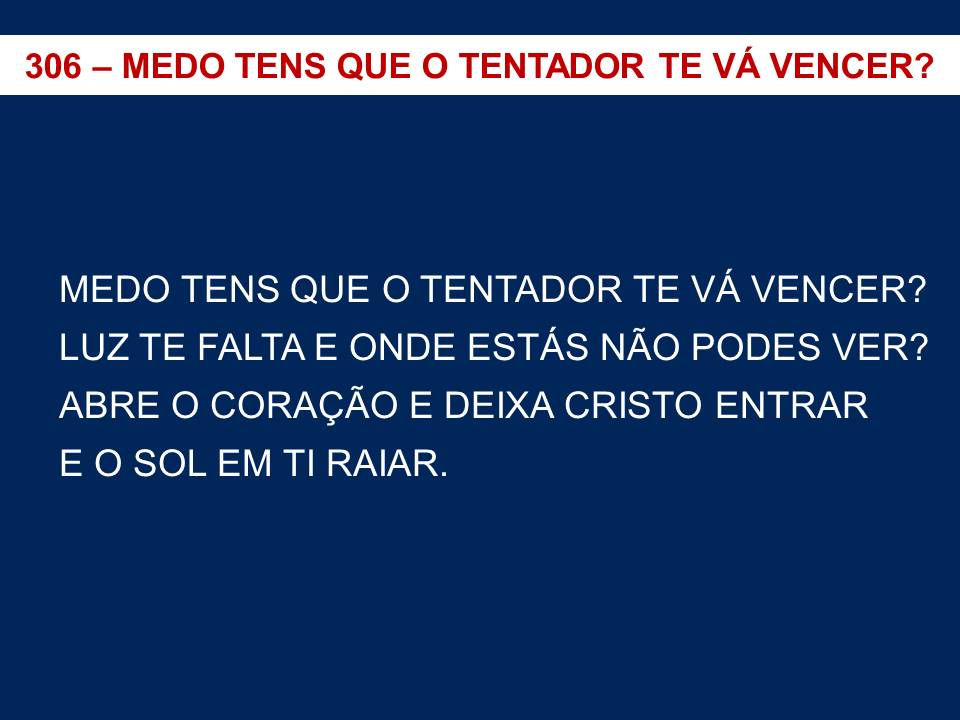 306 – MEDO TENS QUE O TENTADOR TE VÁ VENCER?
MEDO TENS QUE O TENTADOR TE VÁ VENCER?
LUZ TE FALTA E ONDE ESTÁS NÃO PODES VER?
ABRE O CORAÇÃO E DEIXA CRISTO ENTRAR
E O SOL EM TI RAIAR.